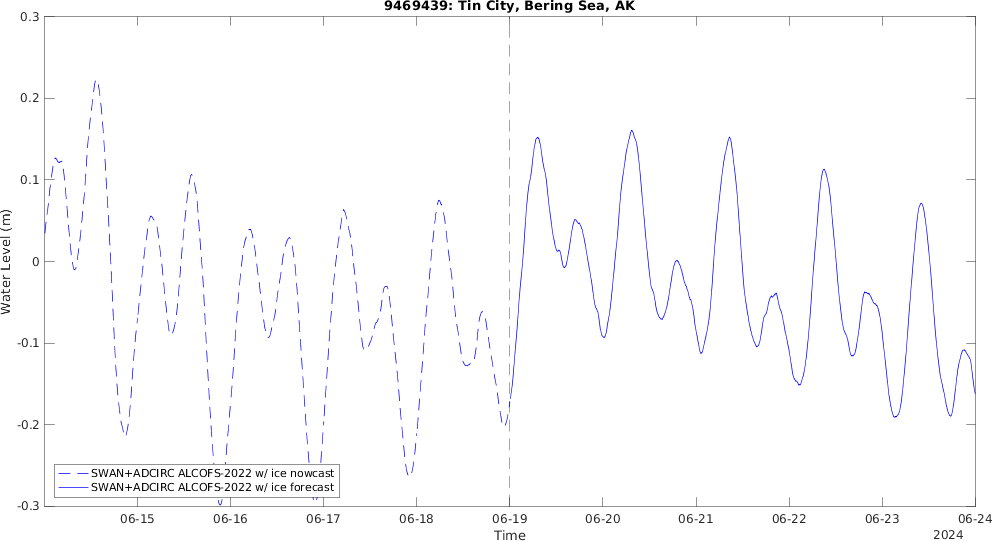 9469439: Tin City, Bering Sea, AK
0.3
0.2
0.1
0
-0.1
-0.2
-0.3
Water Level (m)
SWAN+ADCIRC ALCOFS-2022 w/ ice nowcast
SWAN+ADCIRC ALCOFS-2022 w/ ice forecast
06-15 06-16 06-17 06-18 06-19 06-20 06-21 06-22 06-23 06-24
Time
2024